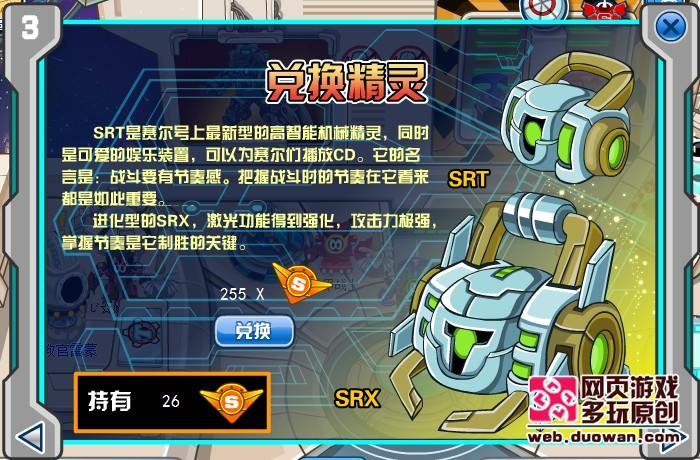 3
兑换精灵
SRT是赛尔号上最新型的高智能机械精灵，同时
是可爱的娱乐装置，可以为赛尔们播放CD。它的名
言是：战斗要有节奏感。把握战斗时的节奏在它看来
都是如此重要。
进化型的SRX，激光功能得到强化，攻击力极强，
掌握节奏是它制胜的关键。
SRT
255 X S
兑换
教官雷蒙
持有 26 S
SRX
网页游戏
多玩原创
web.duowan.com